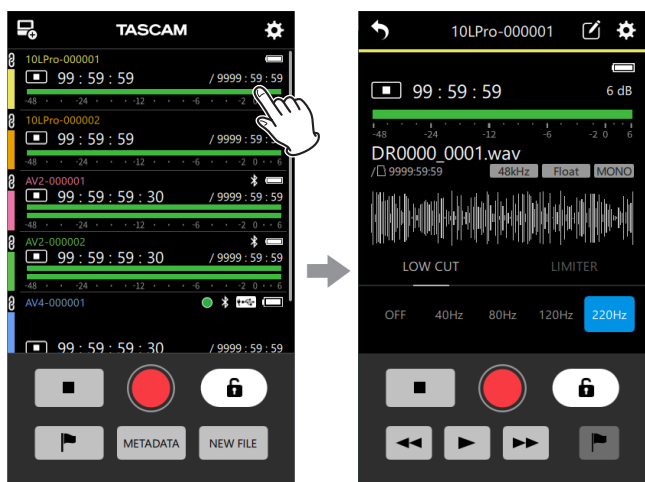 TASCAM
10LPro-000001
99 : 59 : 59 / 9999 : 59 : 59
-48 -24 -12 -6 -2 0 6
10LPro-000002
99 : 59 : 59 / 9999 : 59
-48 -24 -12 -6 -2 0 6
AV2-000001
99 : 59 : 59 : 30 / 9999 : 59 : 59
-48 -24 -12 -6 -2 0 6
AV2-000002
99 : 59 : 59 : 30 / 9999 : 59 : 59
-48 -24 -12 -6 -2 0 6
AV4-000001
99 : 59 : 59 : 30 / 9999 : 59 : 59
METADATA
NEW FILE
10LPro-000001
99 : 59 : 59 6 dB
-48 -24 -12 -6 -2 0 6
DR0000_0001.wav
/ 9999:59:59 48kHz Float MONO
LOW CUT LIMITER
OFF 40Hz 80Hz 120Hz 220Hz